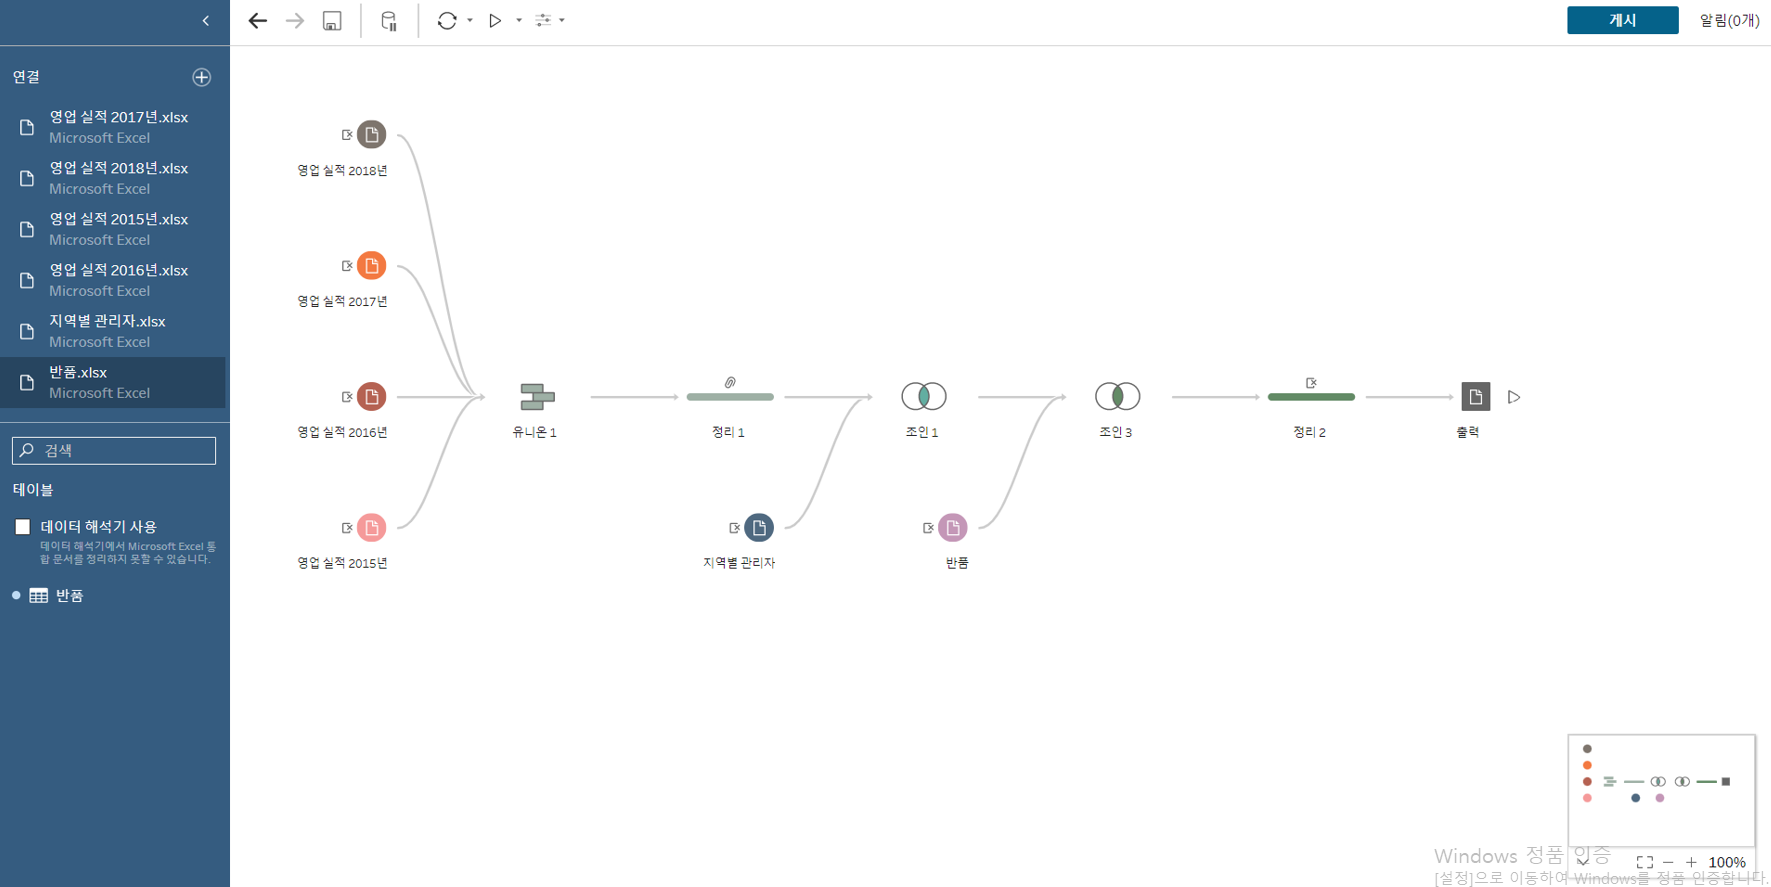 게시
알림(0개)
연결
영업 실적 2017년.xlsx
Microsoft Excel
영업 실적 2018년.xlsx
Microsoft Excel
영업 실적 2015년.xlsx
Microsoft Excel
영업 실적 2016년.xlsx
Microsoft Excel
지역별 관리자.xlsx
Microsoft Excel
반품.xlsx
Microsoft Excel
검색
테이블
데이터 해석기 사용
데이터 해석기에서 Microsoft Excel 통
합 문서를 정리하지 못할 수 있습니다.
반품
영업 실적 2018년
영업 실적 2017년
영업 실적 2016년
유니온 1
정리 1
조인 1
조인 3
정리 2
출력
영업 실적 2015년
지역별 관리자
반품
Windows 정품 인증
100%
[설정]으로 이동하여 Windows를 정품 인증합니다.